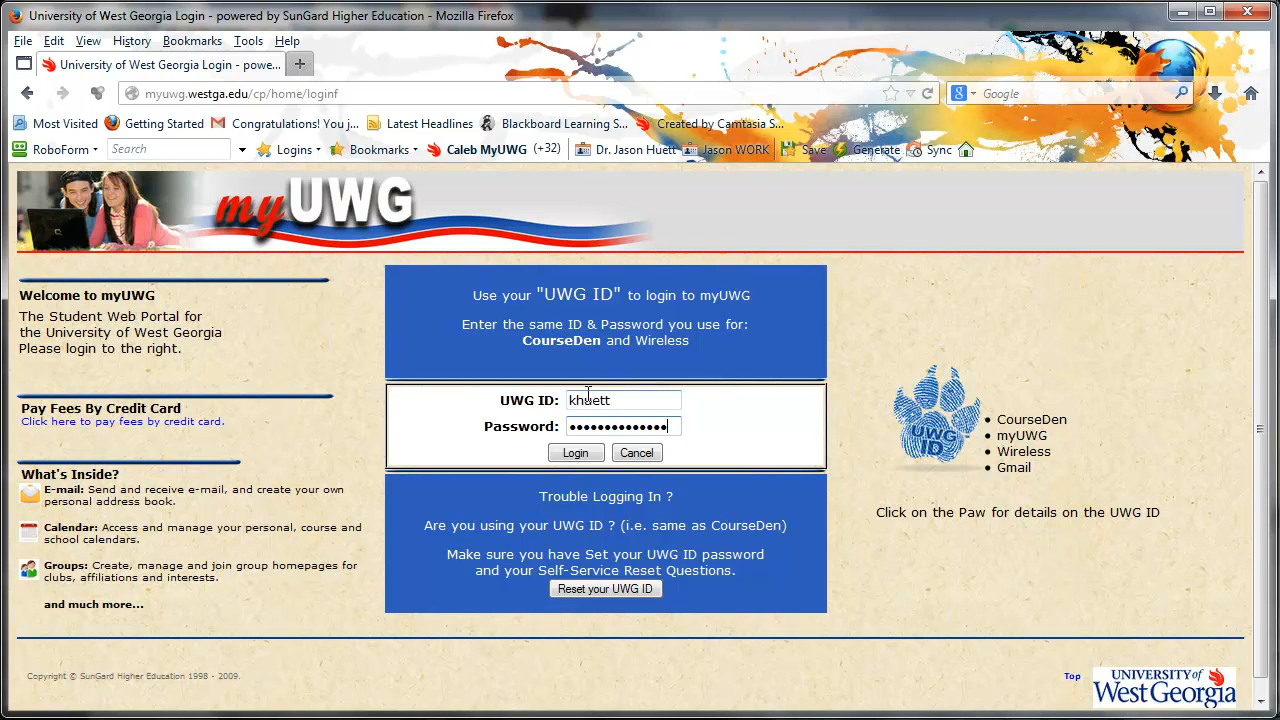 University of West Georgia Login - powered by SunGard Higher Education - Mozilla Firefox
File Edit View History Bookmarks Tools Help
University of West Georgia Login - powe...
myuwg.westga.edu/cp/home/loginf
Google
Most Visited Getting Started Congratulations! You j... Latest Headlines Blackboard Learning S... Created by Camtasia S...
RoboForm Search Logins Bookmarks Caleb MyUWG (+32) Dr. Jason Huett Jason WORK Save Generate Sync
myUWG
Welcome to myUWG
The Student Web Portal for
the University of West Georgia
Please login to the right.
Pay Fees By Credit Card
Click here to pay fees by credit card.
What's Inside?
E-mail: Send and receive e-mail, and create your own
personal address book.
Calendar: Access and manage your personal, course and
school calendars.
Groups: Create, manage and join group homepages for
clubs, affiliations and interests.
and much more...
Use your "UWG ID" to login to myUWG
Enter the same ID & Password you use for:
CourseDen and Wireless
UWG ID: khuett
Password: ••••••••••••••
Login Cancel
Trouble Logging In ?
Are you using your UWG ID ? (i.e. same as CourseDen)
Make sure you have Set your UWG ID password
and your Self-Service Reset Questions.
Reset your UWG ID
UWG
ID
CourseDen
myUWG
Wireless
Gmail
Click on the Paw for details on the UWG ID
Copyright © SunGard Higher Education 1998 - 2009.
Top
UNIVERSITY of
West Georgia